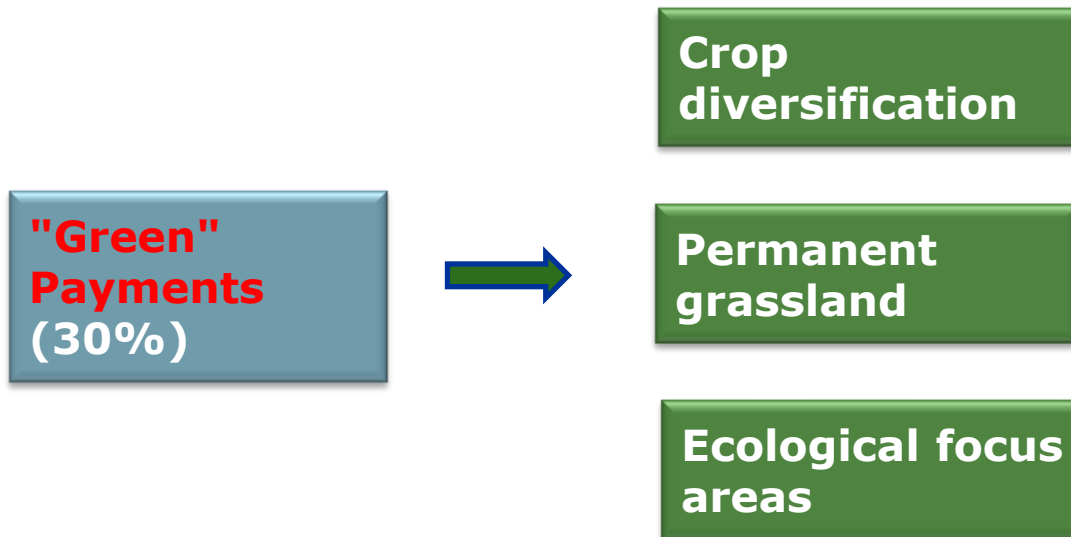 Crop
diversification
"Green"
Payments
(30%)
Permanent
grassland
Ecological focus
areas